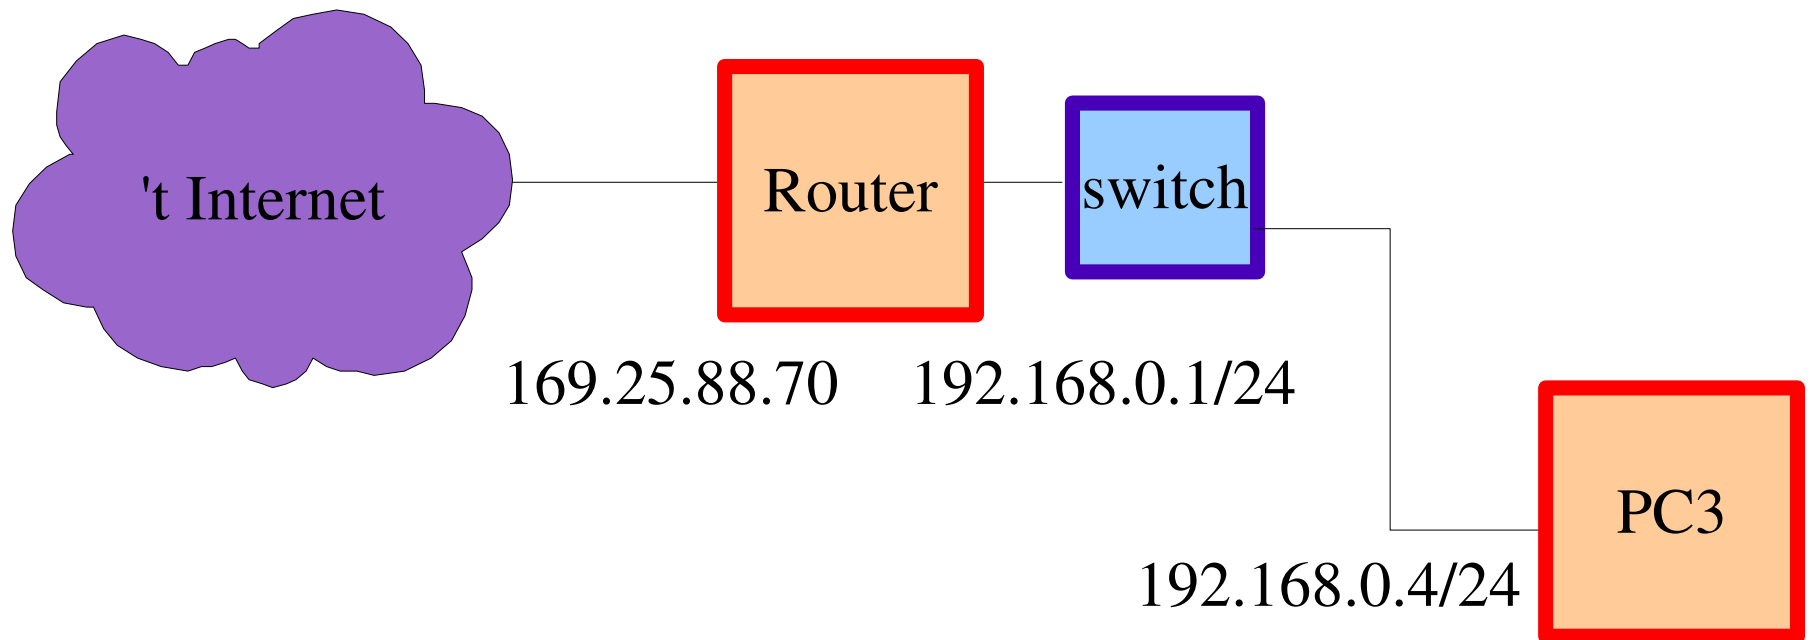 't Internet
Router
switch
169.25.88.70
192.168.0.1/24
PC3
192.168.0.4/24